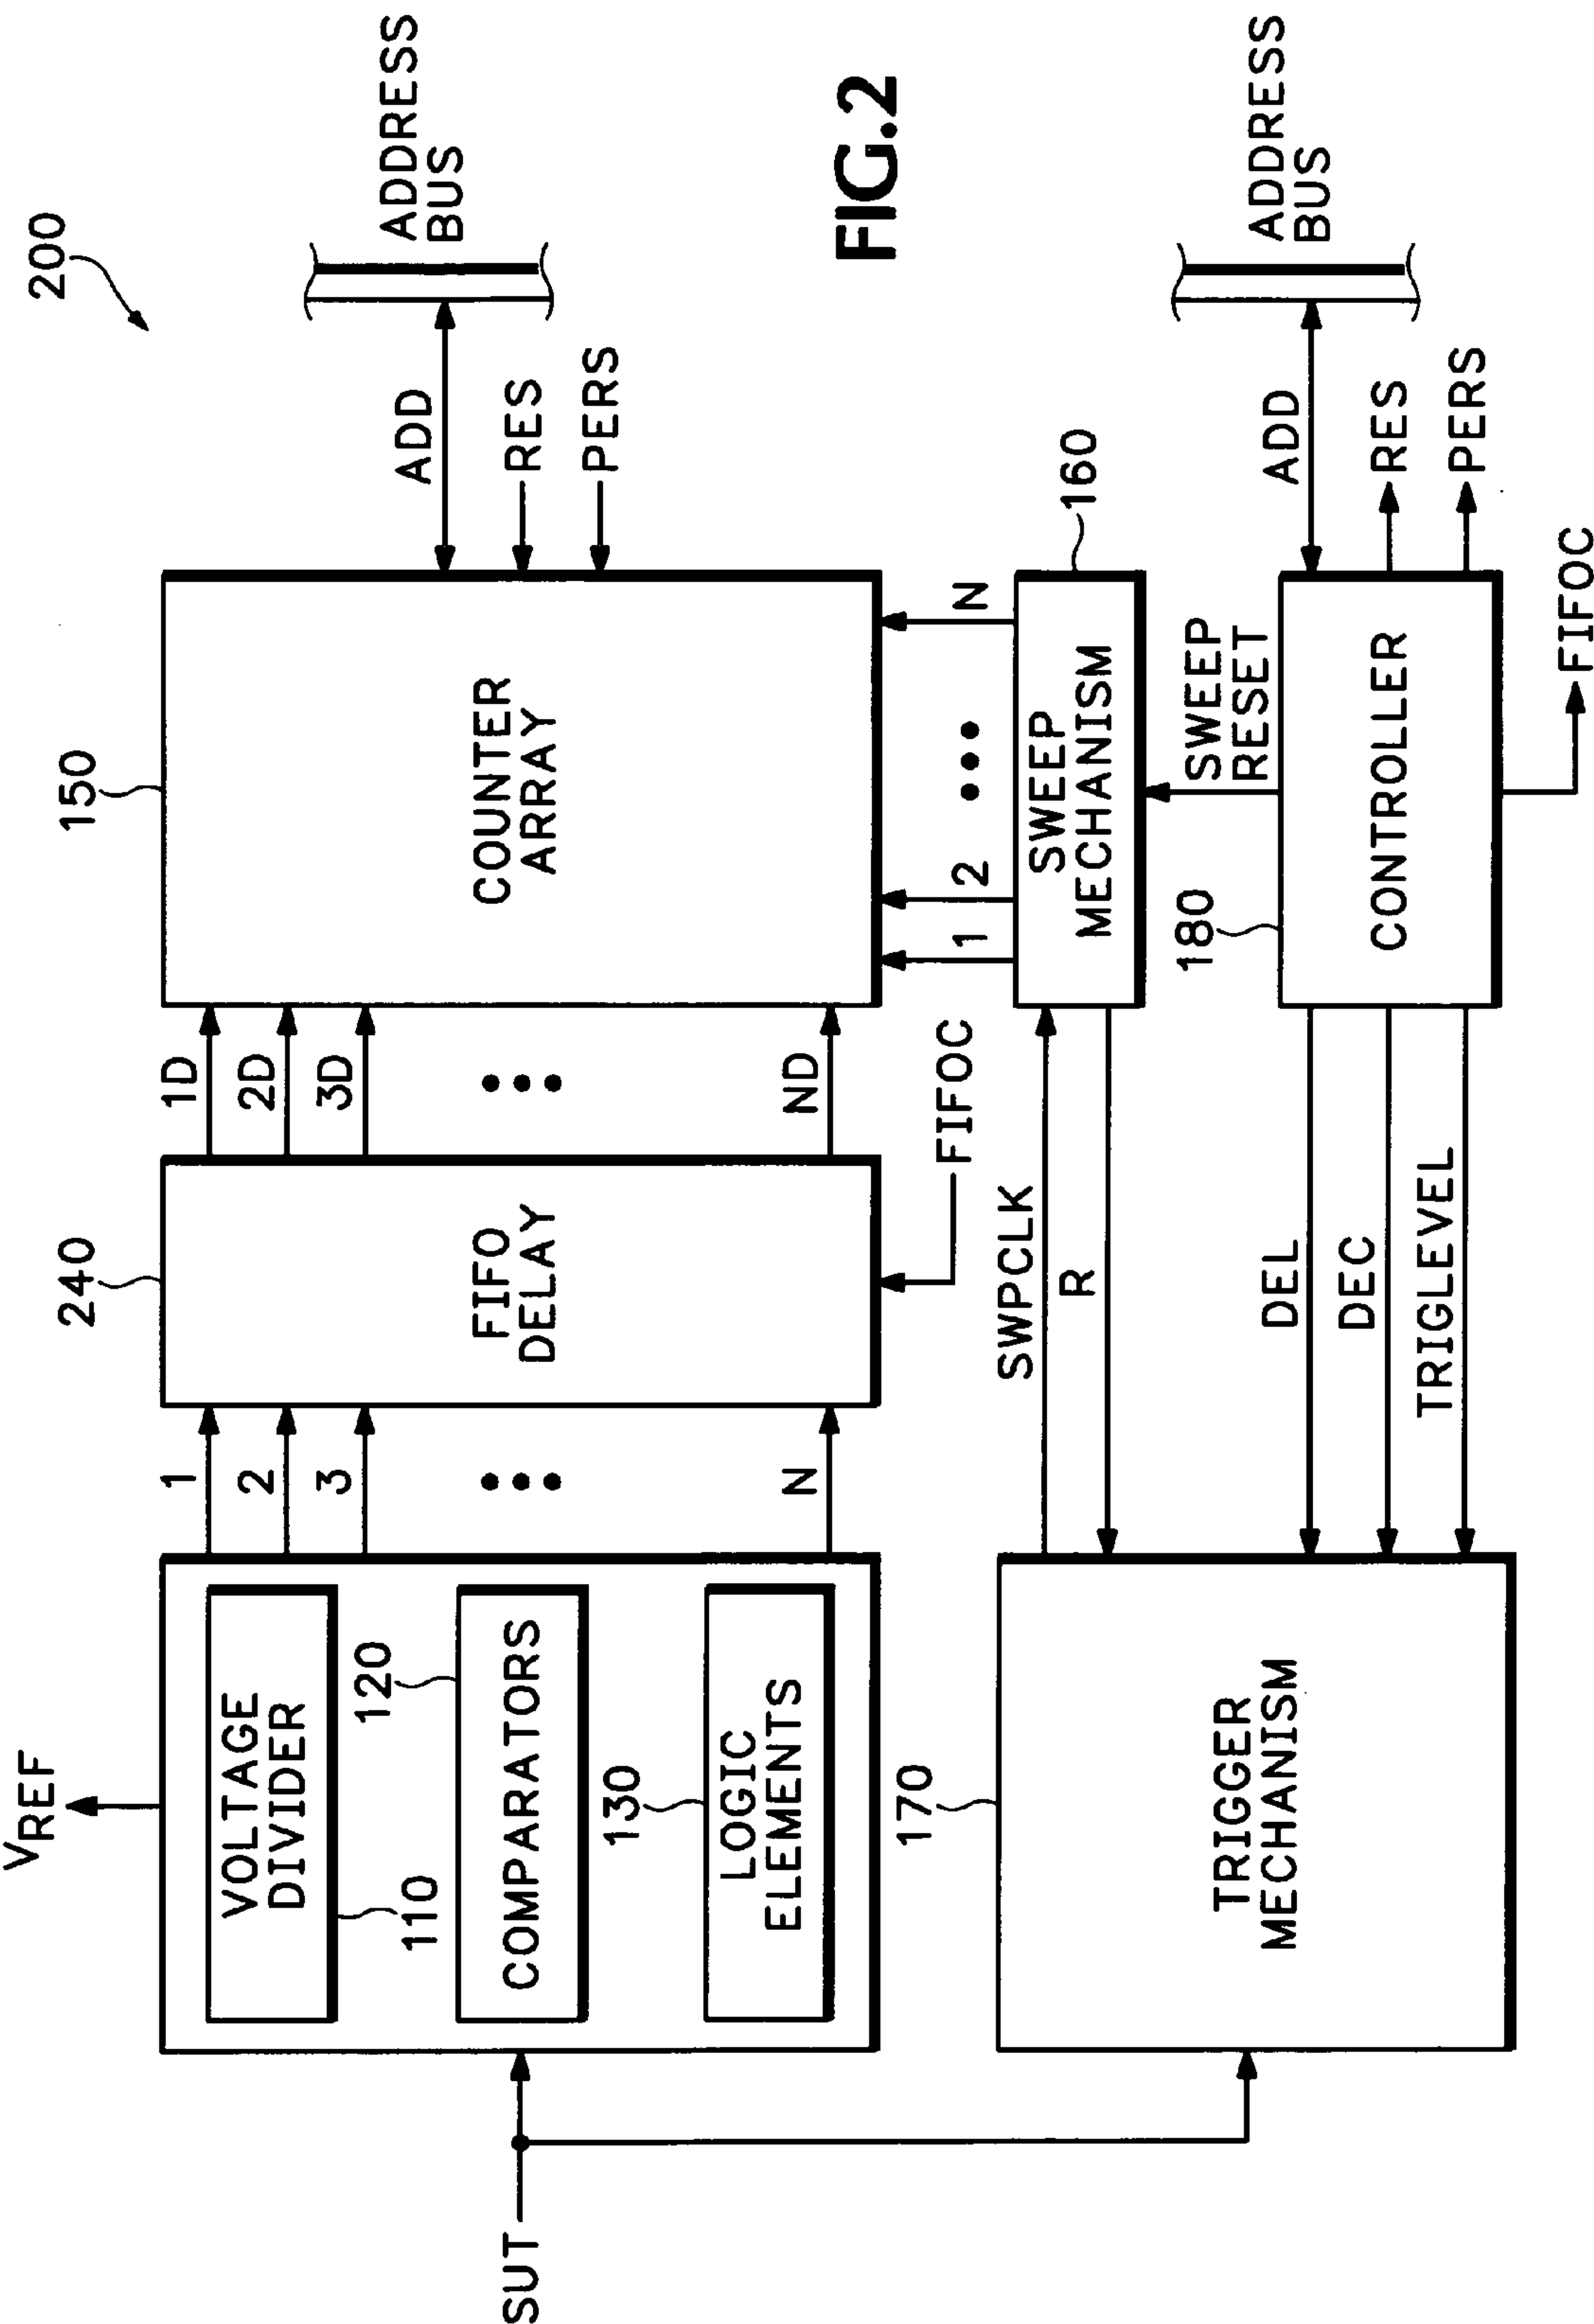 200
VREF
VOLTAGE
DIVIDER
110
120
COMPARATORS
130
LOGIC
ELEMENTS
SUT
1
2
3
•••
N
240
FIFO
DELAY
FIFOC
1D
2D
3D
•••
ND
150
COUNTER
ARRAY
ADD
RES
PERS
ADDRESS
BUS
1
2
•••
N
160
SWEEP
MECHANISM
SWPCLK
R
170
TRIGGER
MECHANISM
DEL
DEC
TRIGLEVEL
180
CONTROLLER
SWEEP
RESET
ADD
RES
PERS
FIFOC
ADDRESS
BUS
FIG.2